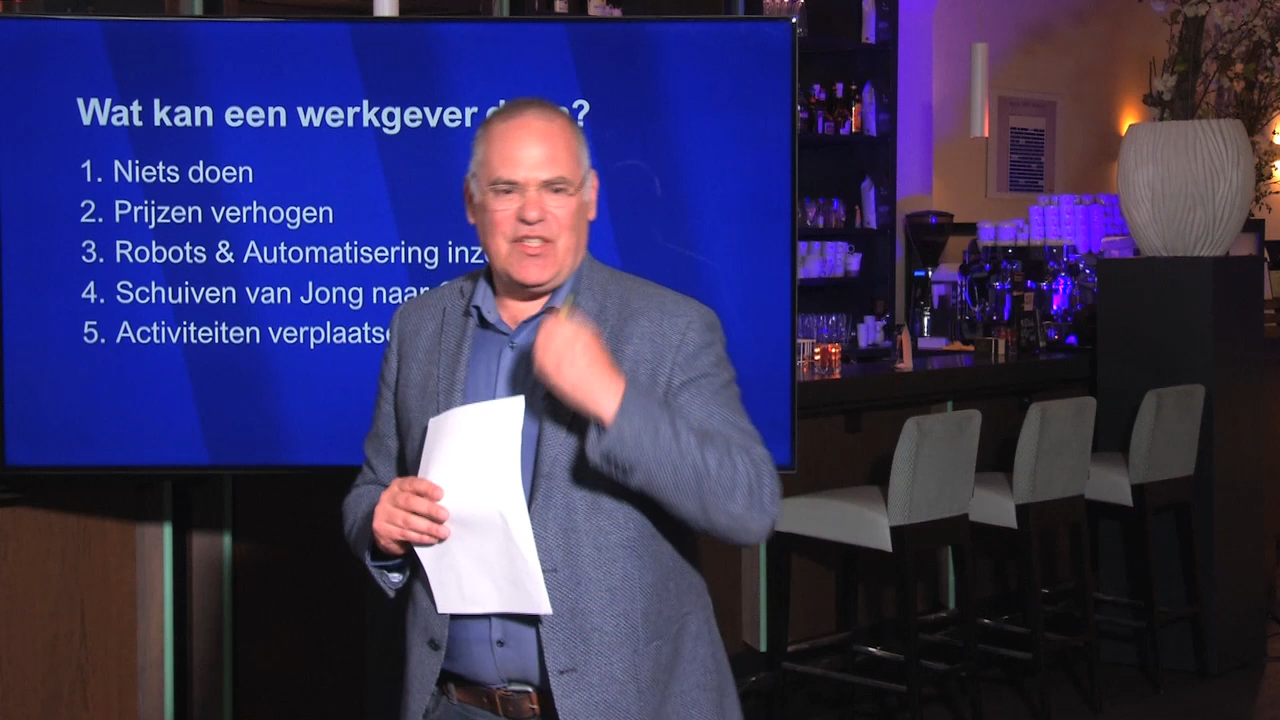 Wat kan een werkgever
1. Niets doen
2. Prijzen verhogen
3. Robots & Automatisering
4. Schuiven van Jong naar
5. Activiteiten